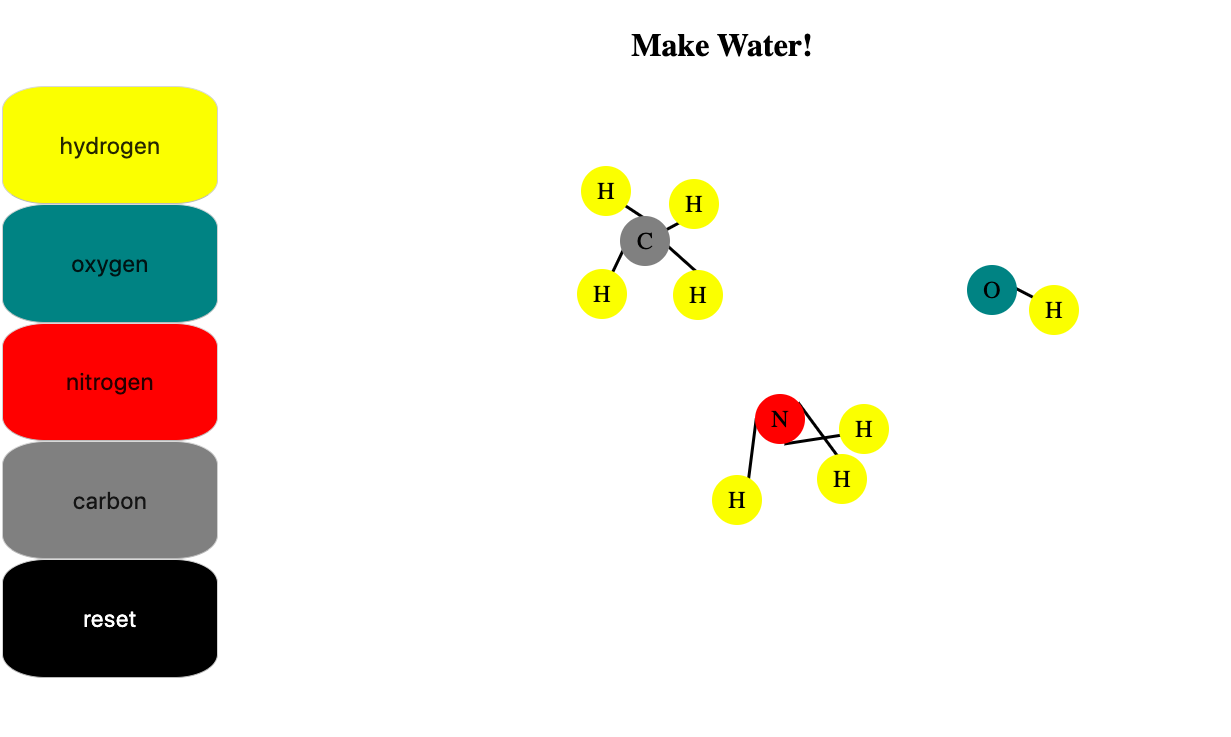 Make Water!
hydrogen
oxygen
nitrogen
carbon
reset
H
H
C
H
H
O
H
N
H
H
H